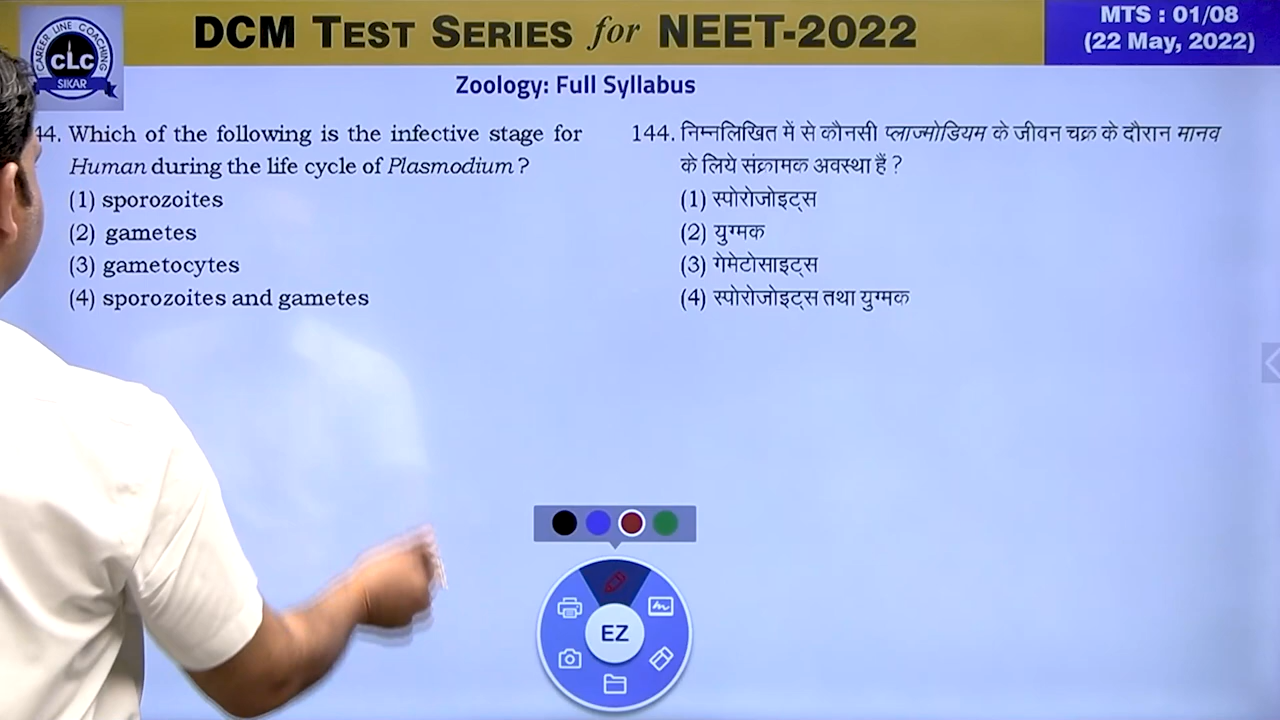 CAREER LINE COACHING
CLC
SIKAR
DCM TEST SERIES for NEET-2022
MTS : 01/08
(22 May, 2022)
Zoology: Full Syllabus
44. Which of the following is the infective stage for
Human during the life cycle of Plasmodium ?
(1) sporozoites
(2) gametes
(3) gametocytes
(4) sporozoites and gametes
144. निम्नलिखित में से कौनसी प्लाज्मोडियम के जीवन चक्र के दौरान मानव
के लिये संक्रामक अवस्था हैं ?
(1) स्पोरोजोइट्स
(2) युग्मक
(3) गेमेटोसाइट्स
(4) स्पोरोजोइट्स तथा युग्मक
EZ